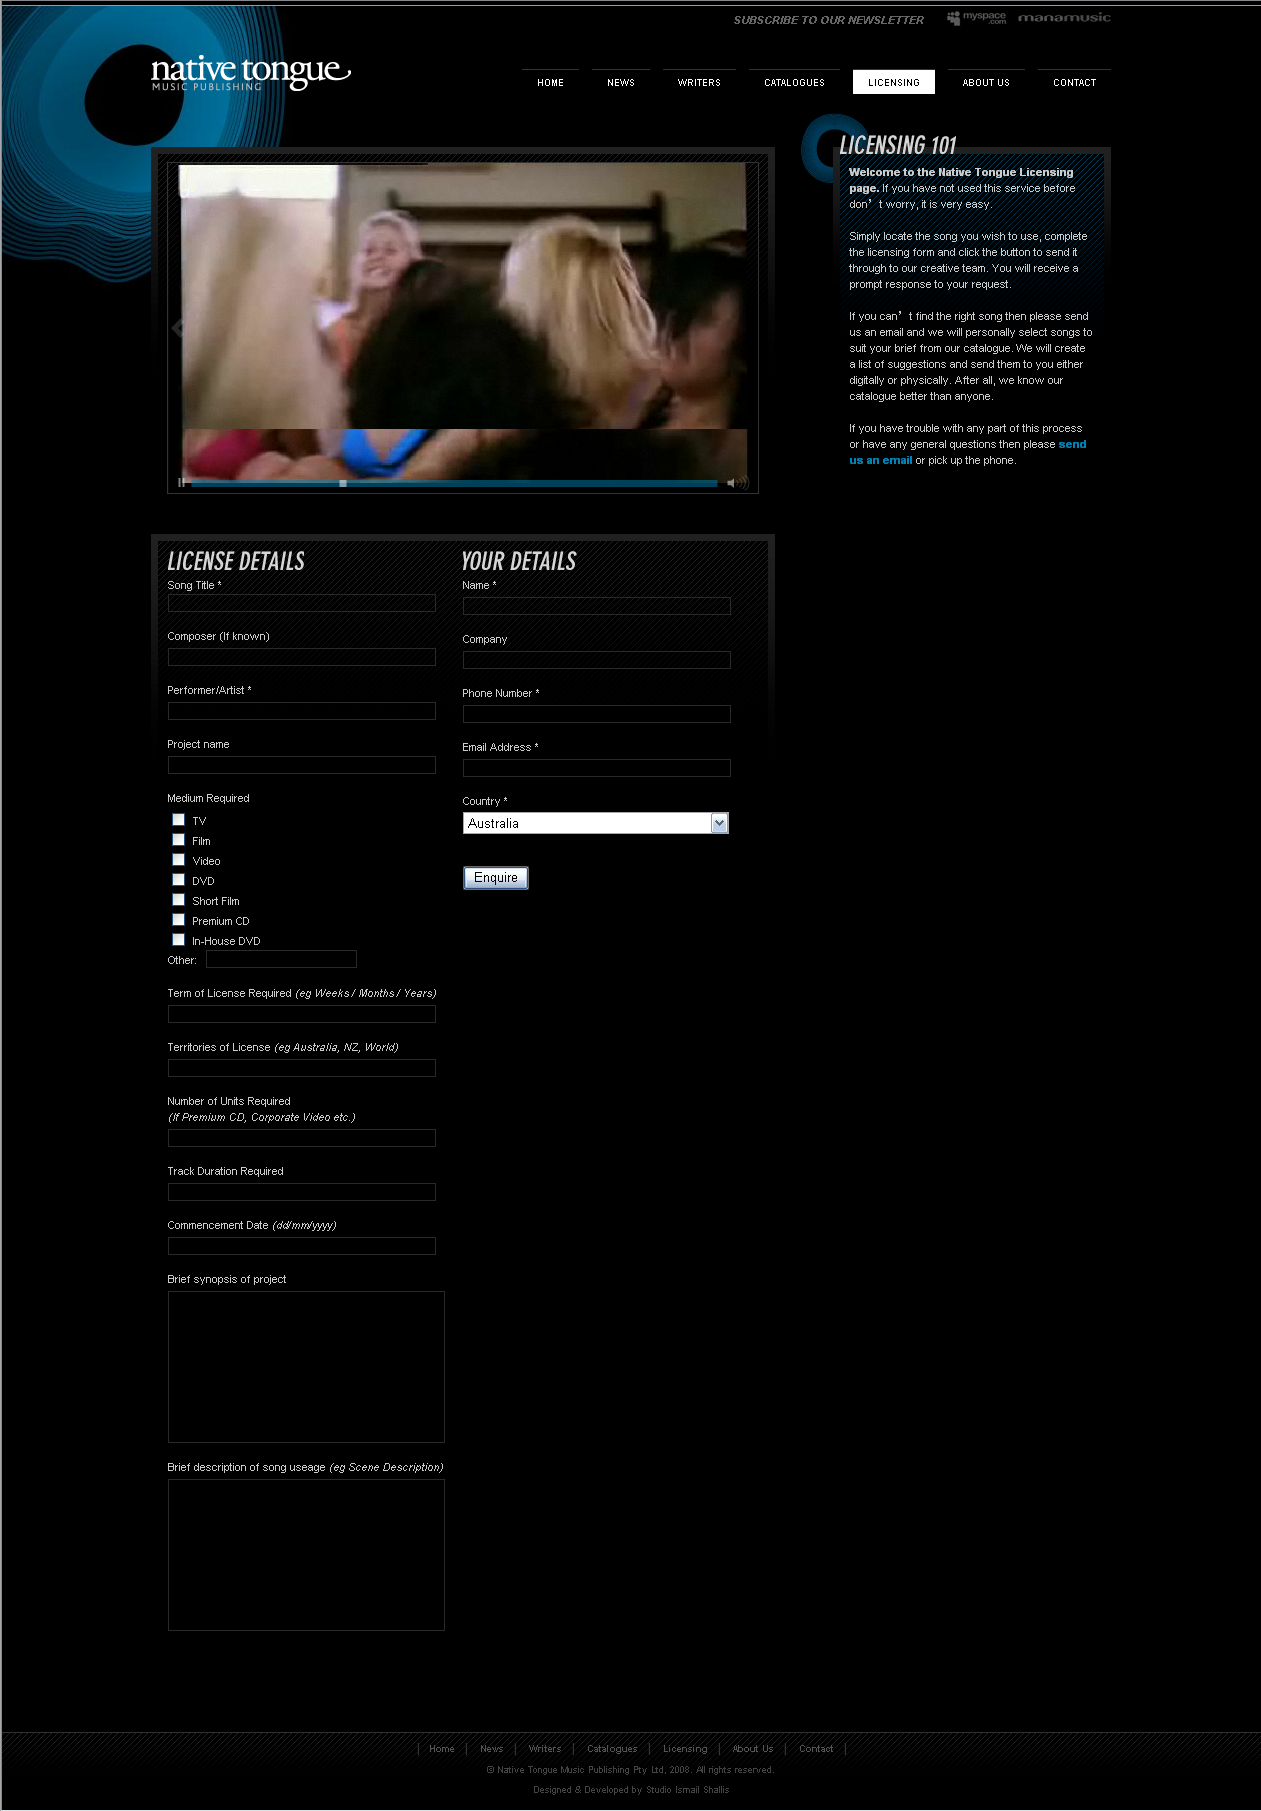 SUBSCRIBE TO OUR NEWSLETTER
myspace.com
manamusic
native tongue
MUSIC PUBLISHING
HOME
NEWS
WRITERS
CATALOGUES
LICENSING
ABOUT US
CONTACT
LICENSING 101
Welcome to the Native Tongue Licensing
page. If you have not used this service before
don’t worry, it is very easy.
Simply locate the song you wish to use, complete
the licensing form and click the button to send it
through to our creative team. You will receive a
prompt response to your request.
If you can’t find the right song then please send
us an email and we will personally select songs to
suit your brief from our catalogue. We will create
a list of suggestions and send them to you either
digitally or physically. After all, we know our
catalogue better than anyone.
If you have trouble with any part of this process
or have any general questions then please send
us an email or pick up the phone.
LICENSE DETAILS
Song Title *
Composer (If known)
Performer/Artist *
Project name
Medium Required
TV
Film
Video
DVD
Short Film
Premium CD
In-House DVD
Other:
Term of License Required (eg Weeks / Months / Years)
Territories of License (eg Australia, NZ, World)
Number of Units Required
(If Premium CD, Corporate Video etc.)
Track Duration Required
Commencement Date (dd/mm/yyyy)
Brief synopsis of project
Brief description of song useage (eg Scene Description)
YOUR DETAILS
Name *
Company
Phone Number *
Email Address *
Country *
Australia
Enquire
| Home | News | Writers | Catalogues | Licensing | About Us | Contact |
© Native Tongue Music Publishing Pty Ltd, 2008. All rights reserved.
Designed & Developed by Studio Ismail Shallis